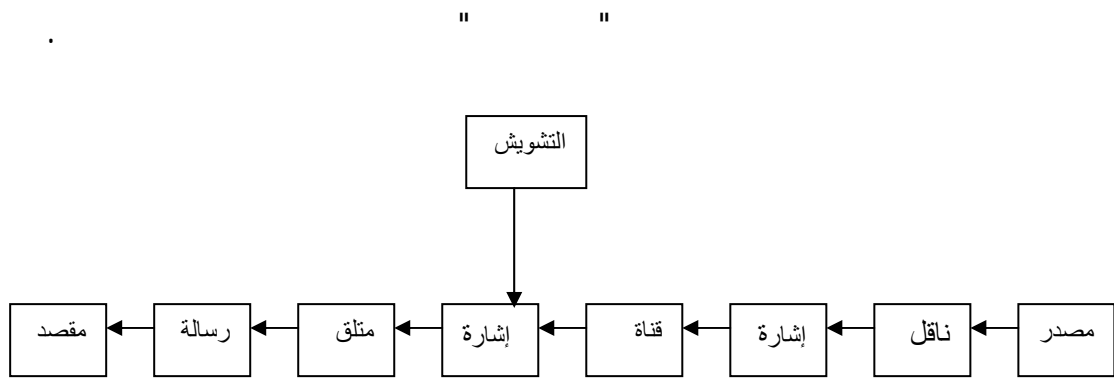 " "
.
التشويش
مصدر ناقل إشارة قناة إشارة متلق رسالة مقصد